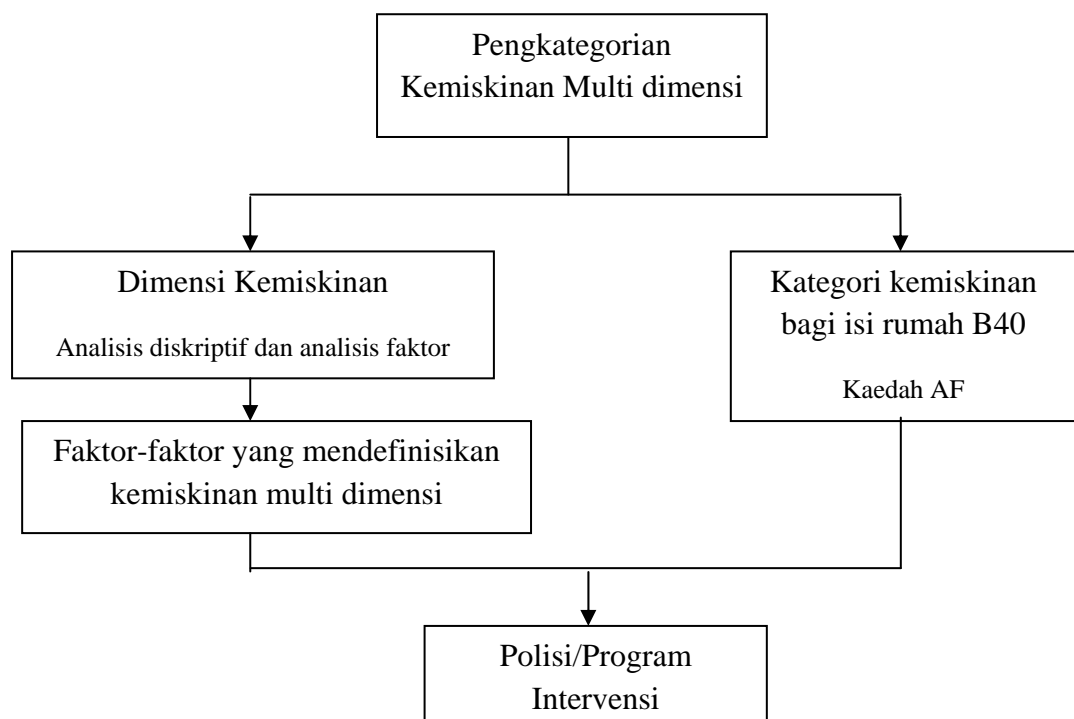 Pengkategorian
Kemiskinan Multi dimensi
Dimensi Kemiskinan
Analisis diskriptif dan analisis faktor
Kategori kemiskinan
bagi isi rumah B40
Kaedah AF
Faktor-faktor yang mendefinisikan
kemiskinan multi dimensi
Polisi/Program
Intervensi